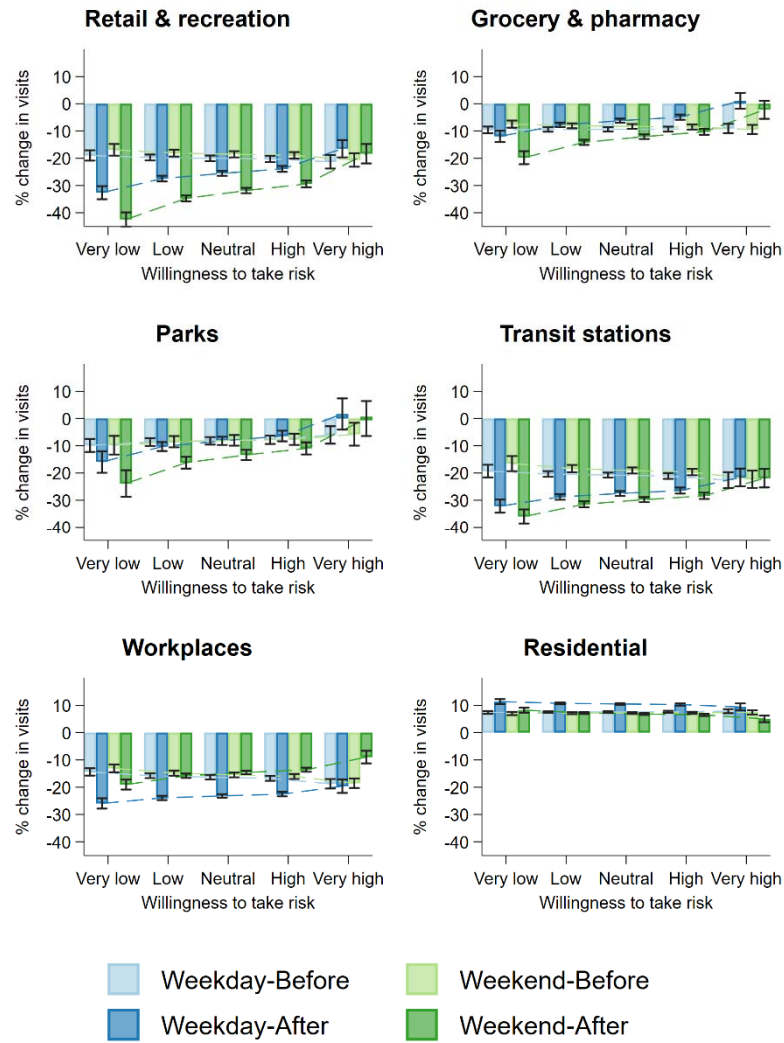 Retail & recreation
% change in visits
10
0
-10
-20
-30
-40
Very low Low Neutral High Very high
Willingness to take risk
Grocery & pharmacy
% change in visits
10
0
-10
-20
-30
-40
Very low Low Neutral High Very high
Willingness to take risk
Parks
% change in visits
10
0
-10
-20
-30
-40
Very low Low Neutral High Very high
Willingness to take risk
Transit stations
% change in visits
10
0
-10
-20
-30
-40
Very low Low Neutral High Very high
Willingness to take risk
Workplaces
% change in visits
10
0
-10
-20
-30
-40
Very low Low Neutral High Very high
Willingness to take risk
Residential
% change in visits
10
0
-10
-20
-30
-40
Very low Low Neutral High Very high
Willingness to take risk
Weekday-Before
Weekend-Before
Weekday-After
Weekend-After